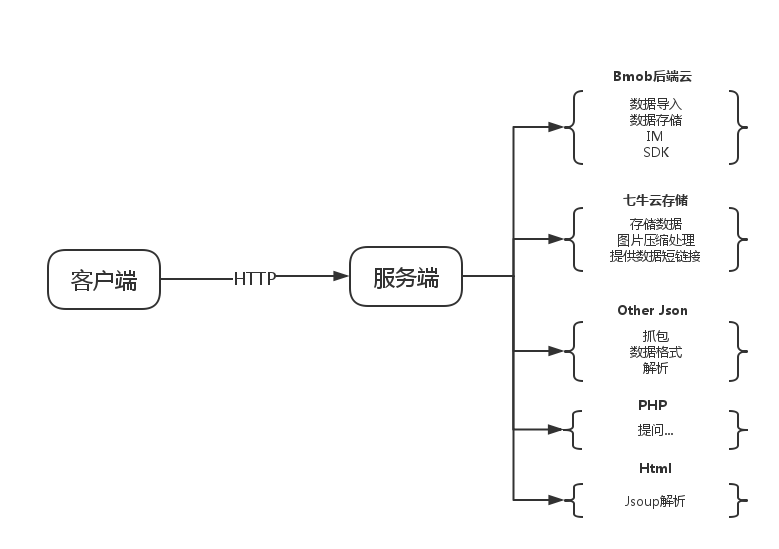 客户端
HTTP
服务端
Bmob后端云
数据导入
数据存储
IM
SDK
七牛云存储
存储数据
图片压缩处理
提供数据短链接
Other Json
抓包
数据格式
解析
PHP
提问...
Html
Jsoup解析